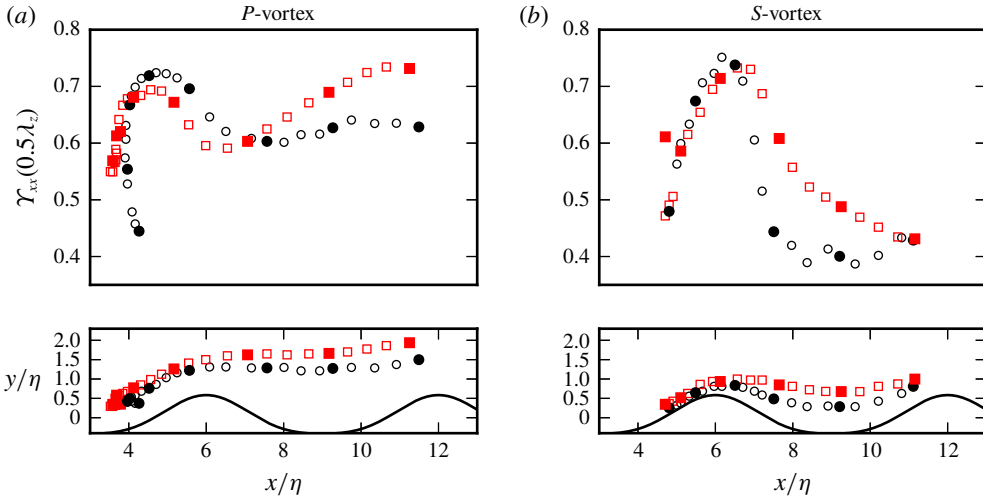 (a) P-vortex (b) S-vortex
0.8 0.8
0.7 0.7
ϒxx(0.5λz) 0.6 0.6
0.5 0.5
0.4 0.4
2.0 2.0
1.5 1.5
y/η 1.0 1.0
0.5 0.5
0 0
4 6 8 10 12 4 6 8 10 12
x/η x/η